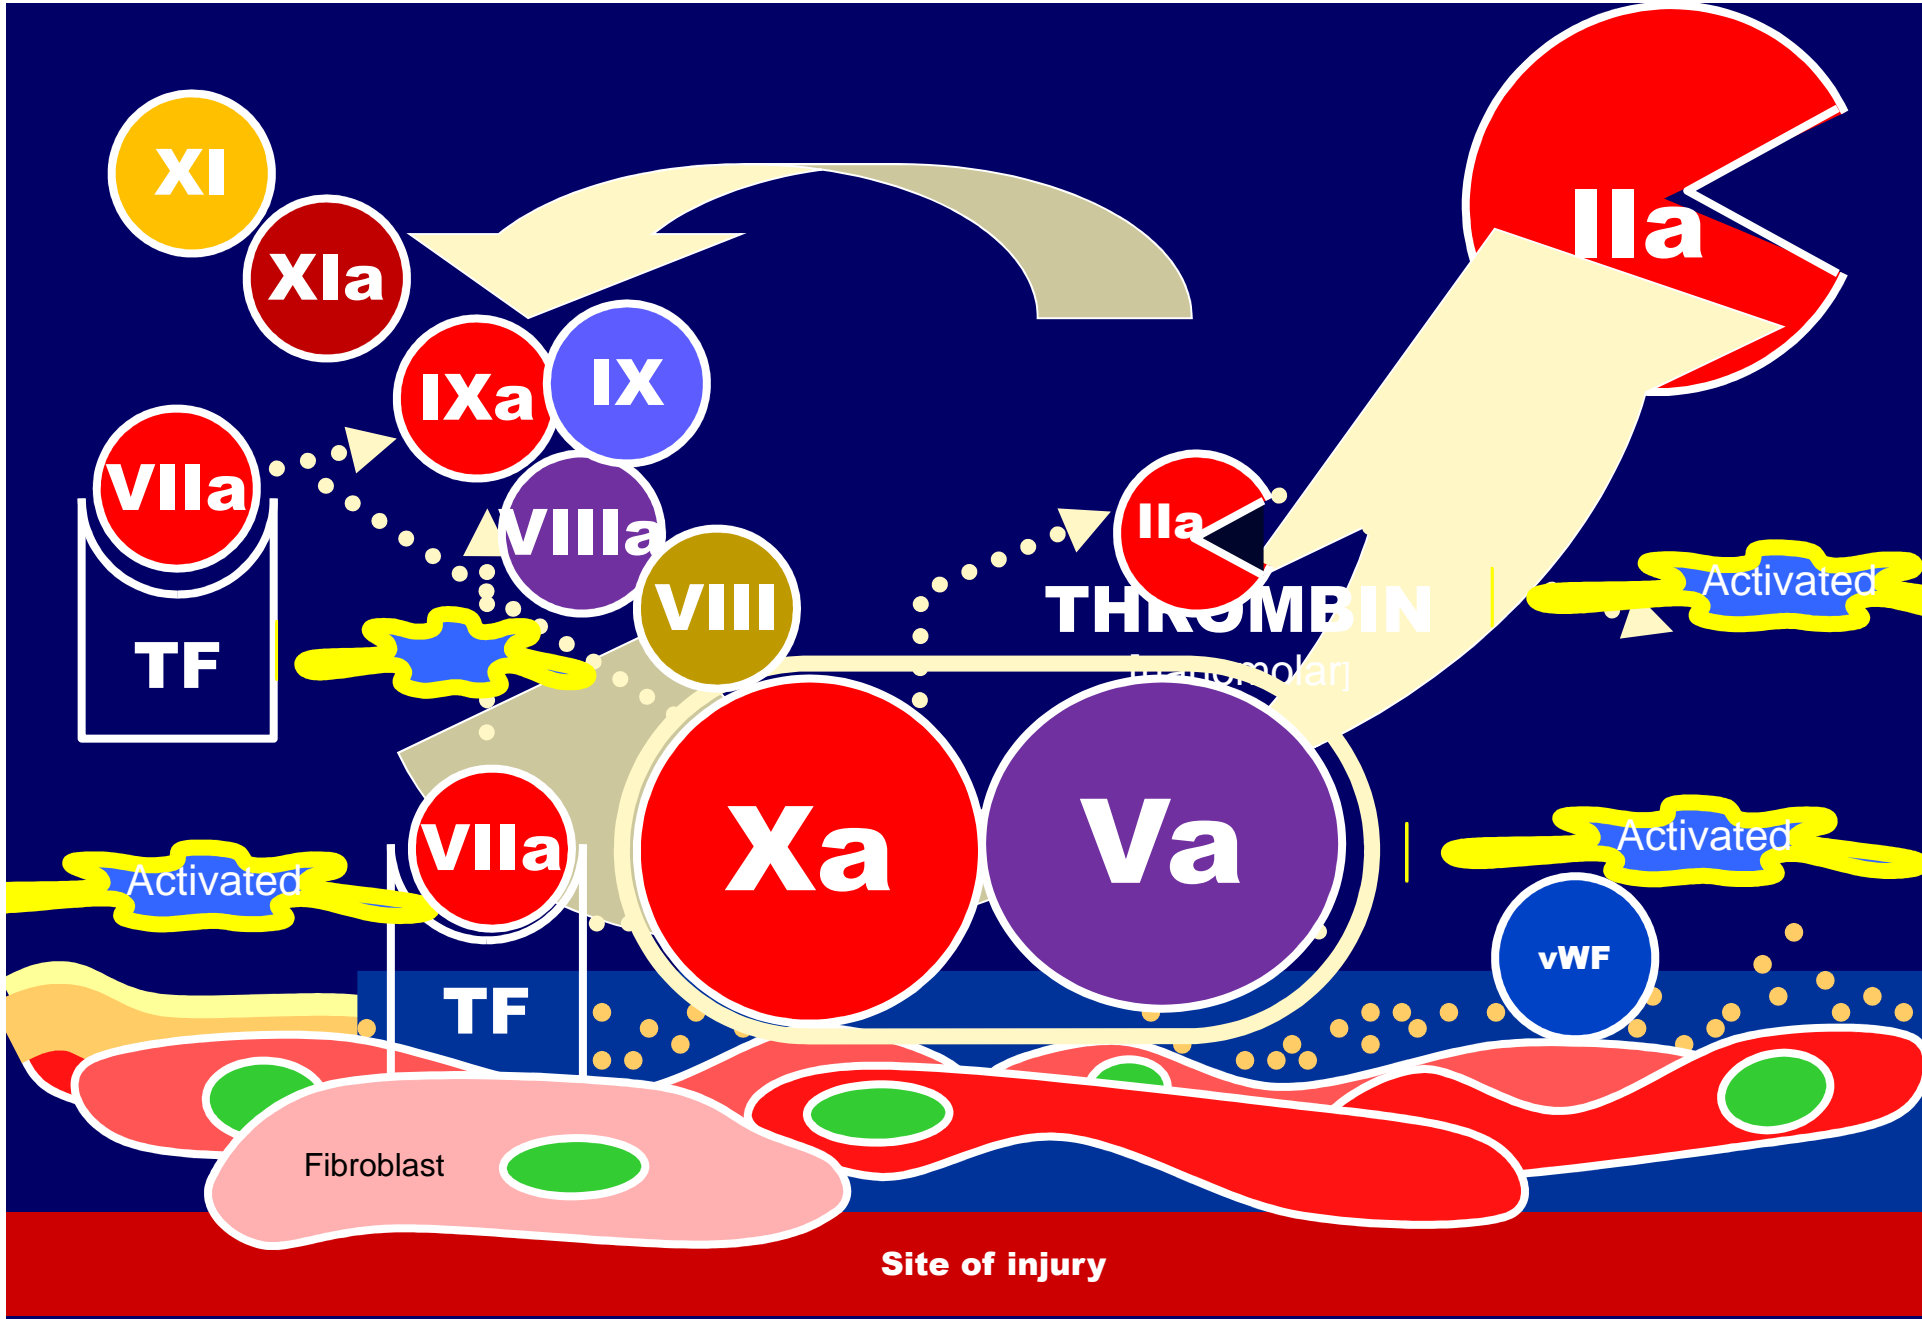 XI
XIa
IIa
IXa
IX
VIIa
VIIIa
IIa
VIII
THROMBIN
[nanomolar]
Activated
TF
Xa
Va
VIIa
Activated
Activated
vWF
TF
Fibroblast
Site of injury